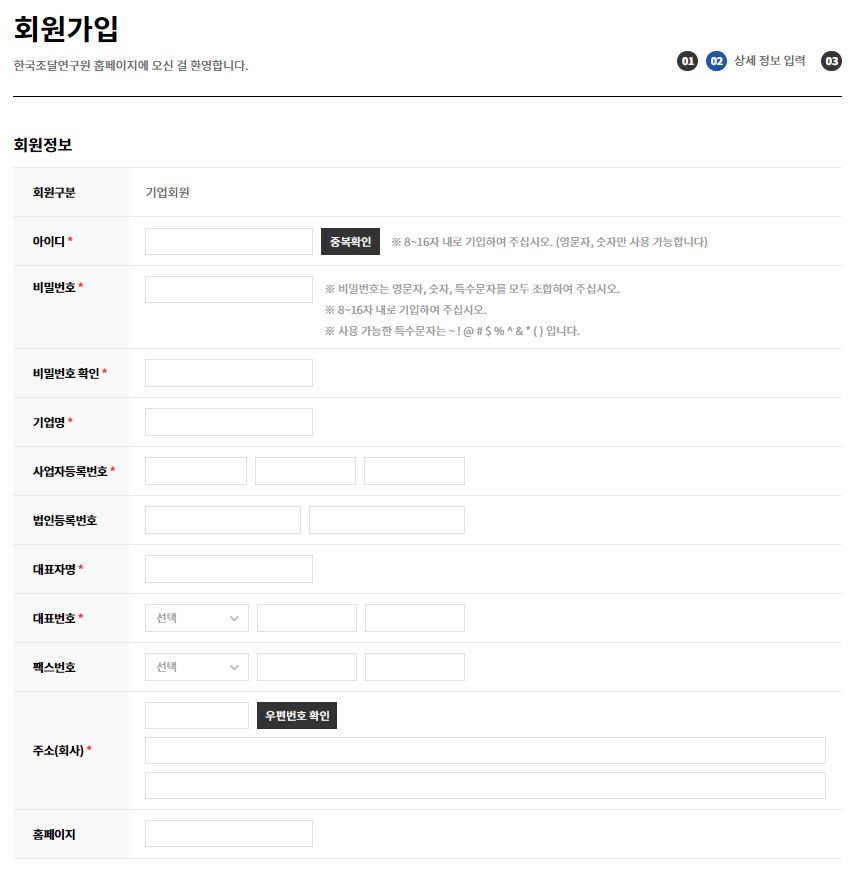 회원가입
한국조달연구원 홈페이지에 오신 걸 환영합니다.
01 02 상세 정보 입력 03
회원정보
회원구분 기업회원
아이디 * 중복확인 ※ 8~16자 내로 기입하여 주십시오. (영문자, 숫자만 사용 가능합니다)
비밀번호 * ※ 비밀번호는 영문자, 숫자, 특수문자를 모두 조합하여 주십시오.
※ 8~16자 내로 기입하여 주십시오.
※ 사용 가능한 특수문자는 ~ ! @ # $ % ^ & * ( ) 입니다.
비밀번호 확인 *
기업명 *
사업자등록번호 *
법인등록번호
대표자명 *
대표번호 * 선택
팩스번호 선택
우편번호 확인
주소(회사) *
홈페이지